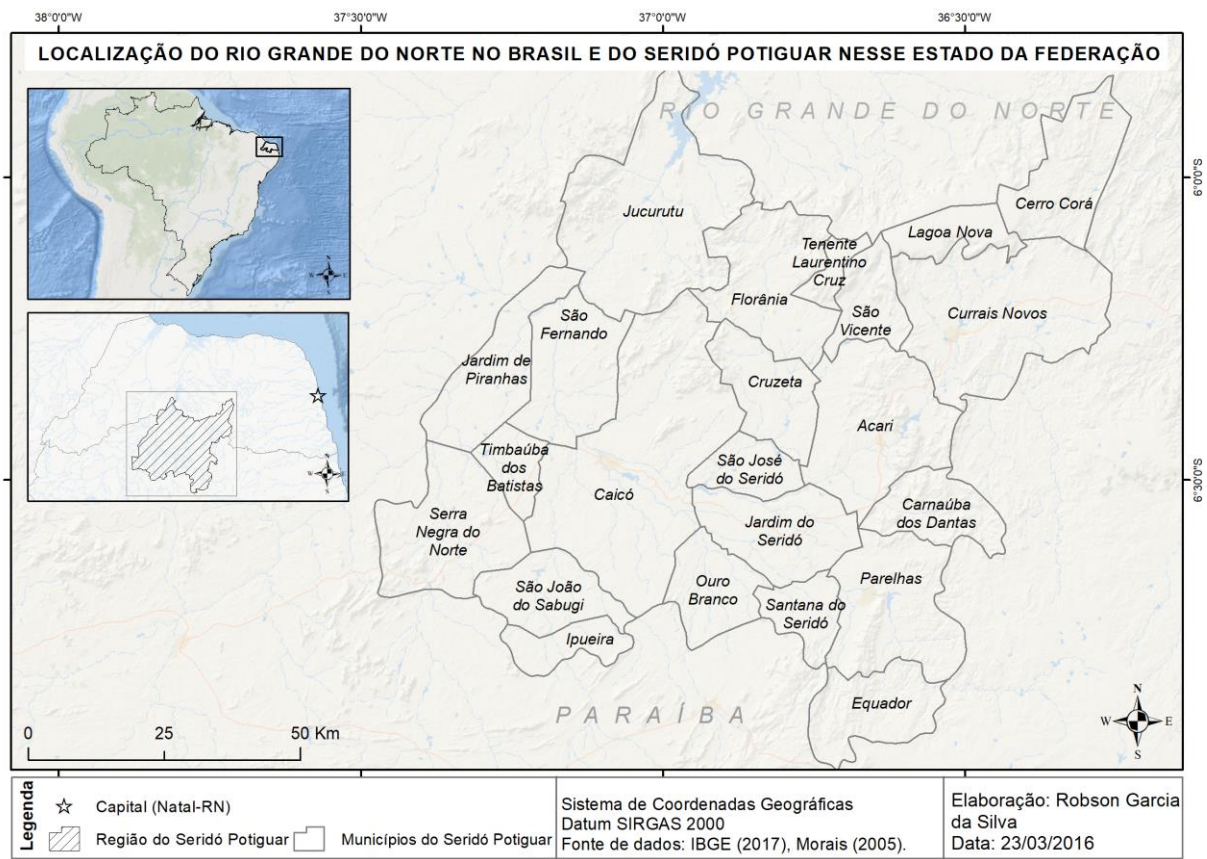 38°0'0"W
37°30'0"W
37°0'0"W
36°30'0"W
LOCALIZAÇÃO DO RIO GRANDE DO NORTE NO BRASIL E DO SERIDÓ POTIGUAR NESSE ESTADO DA FEDERAÇÃO
RIO GRANDE DO NORTE
6°0'0"S
6°30'0"S
Jucurutu
Cerro Corá
Lagoa Nova
Tenente
Laurentino
Cruz
Florânia
São
Vicente
Currais Novos
São
Fernando
Jardim de
Piranhas
Cruzeta
Acari
Timbaúba
dos
Batistas
São José
do Seridó
Caicó
Carnaúba
dos Dantas
Serra
Negra do
Norte
Jardim do
Seridó
São João
do Sabugi
Ouro
Branco
Parelhas
Santana do
Seridó
Ipueira
Equador
PARAÍBA
W E
N
W E
S
0 25 50 Km
Legenda
Capital (Natal-RN)
Região do Seridó Potiguar
Municípios do Seridó Potiguar
Sistema de Coordenadas Geográficas
Datum SIRGAS 2000
Fonte de dados: IBGE (2017), Morais (2005).
Elaboração: Robson Garcia
da Silva
Data: 23/03/2016